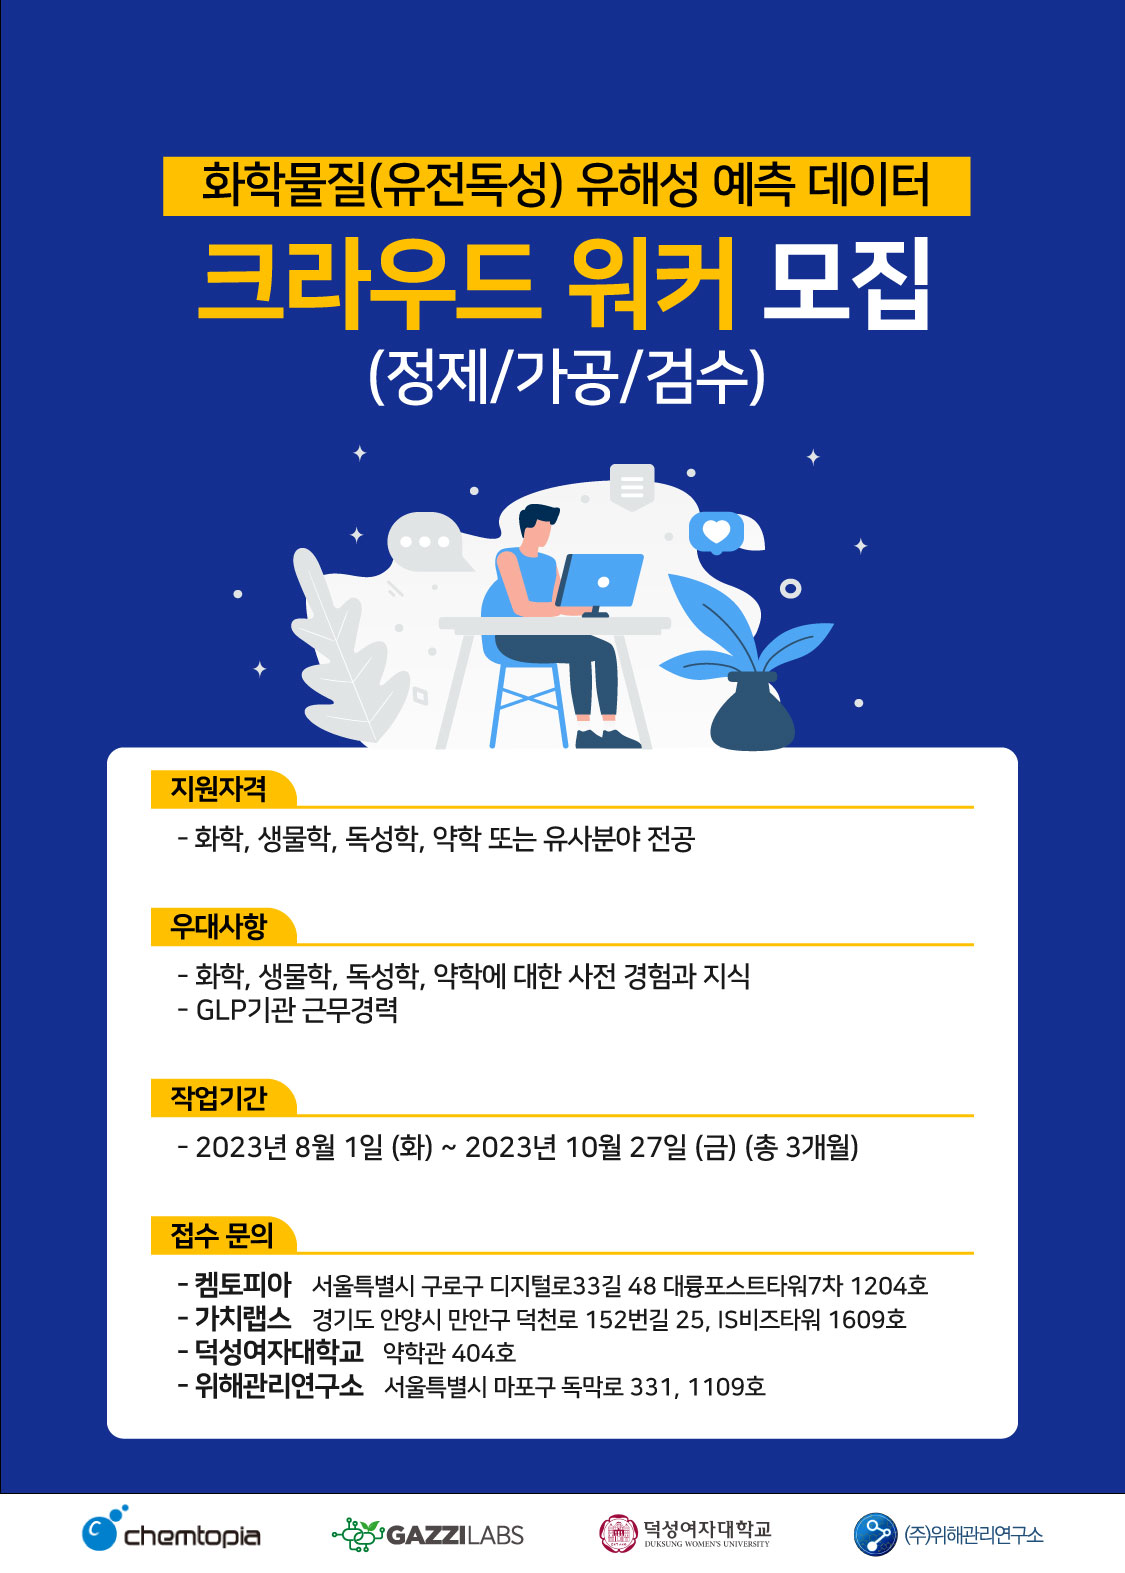 화학물질(유전독성) 유해성 예측 데이터
크라우드 워커 모집
(정제/가공/검수)
지원자격
- 화학, 생물학, 독성학, 약학 또는 유사분야 전공
우대사항
- 화학, 생물학, 독성학, 약학에 대한 사전 경험과 지식
- GLP기관 근무경력
작업기간
- 2023년 8월 1일 (화) ~ 2023년 10월 27일 (금) (총 3개월)
접수 문의
- 켐토피아 서울특별시 구로구 디지털로33길 48 대륭포스트타워7차 1204호
- 가치랩스 경기도 안양시 만안구 덕천로 152번길 25, IS비즈타워 1609호
- 덕성여자대학교 약학관 404호
- 위해관리연구소 서울특별시 마포구 독막로 331, 1109호
C chemtopia
GAZZILABS
덕성여자대학교
DUKSUNG WOMEN'S UNIVERSITY
(주)위해관리연구소